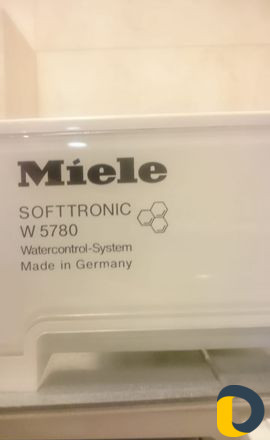 Miele
SOFTTRONIC
W 5780
Watercontrol-System
Made in Germany